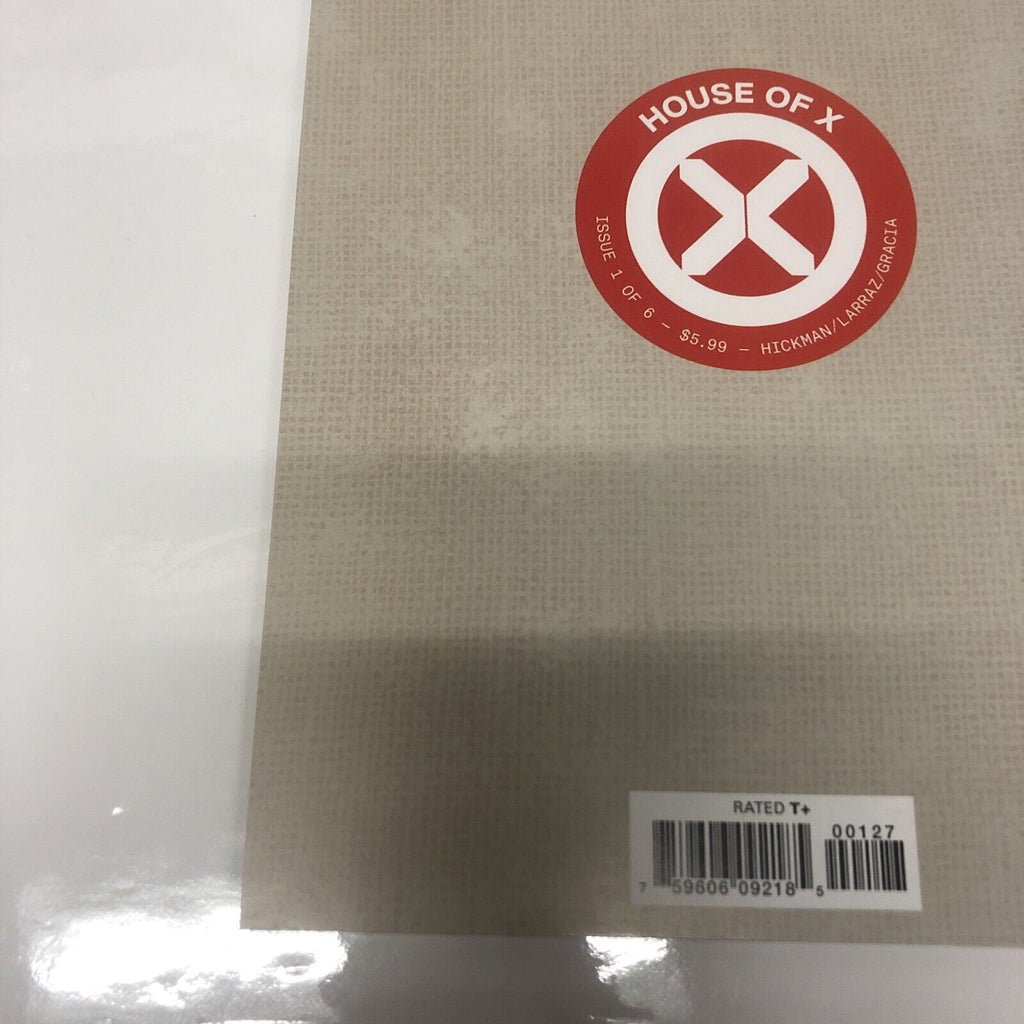 HOUSE OF X
ISSUE 1 OF 6 – $5.99 – HICKMAN/LARRAZ/GRACIA
RATED T+
00127
7 59606 09218 5